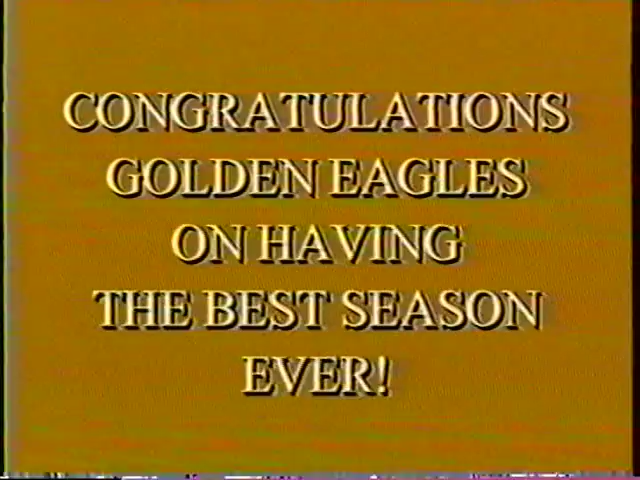 CONGRATULATIONS
GOLDEN EAGLES
ON HAVING
THE BEST SEASON
EVER!